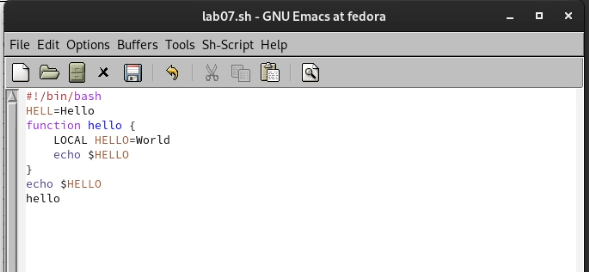 lab07.sh - GNU Emacs at fedora
File Edit Options Buffers Tools Sh-Script Help
#!/bin/bash
HELL=Hello
function hello {
    LOCAL HELLO=World
    echo $HELLO
}
echo $HELLO
hello